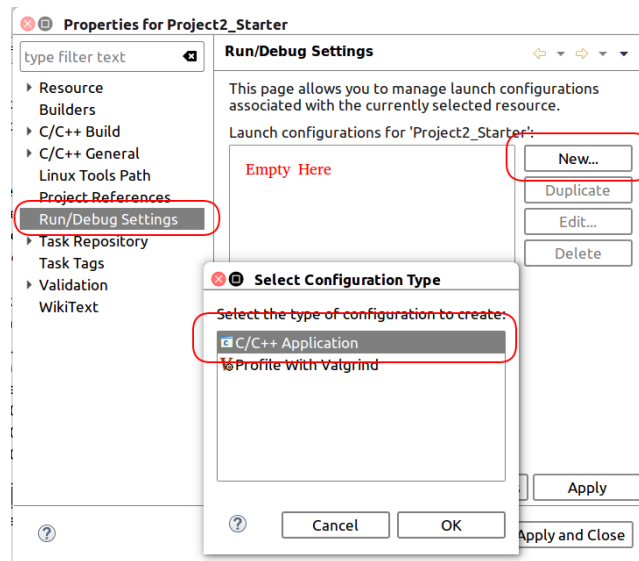 Properties for Project2_Starter
type filter text
Resource
Builders
C/C++ Build
C/C++ General
Linux Tools Path
Project References
Run/Debug Settings
Task Repository
Task Tags
Validation
WikiText
Run/Debug Settings
This page allows you to manage launch configurations
associated with the currently selected resource.
Launch configurations for 'Project2_Starter':
Empty Here
New...
Duplicate
Edit...
Delete
Select Configuration Type
Select the type of configuration to create:
C/C++ Application
Profile With Valgrind
Cancel
OK
Apply
Apply and Close